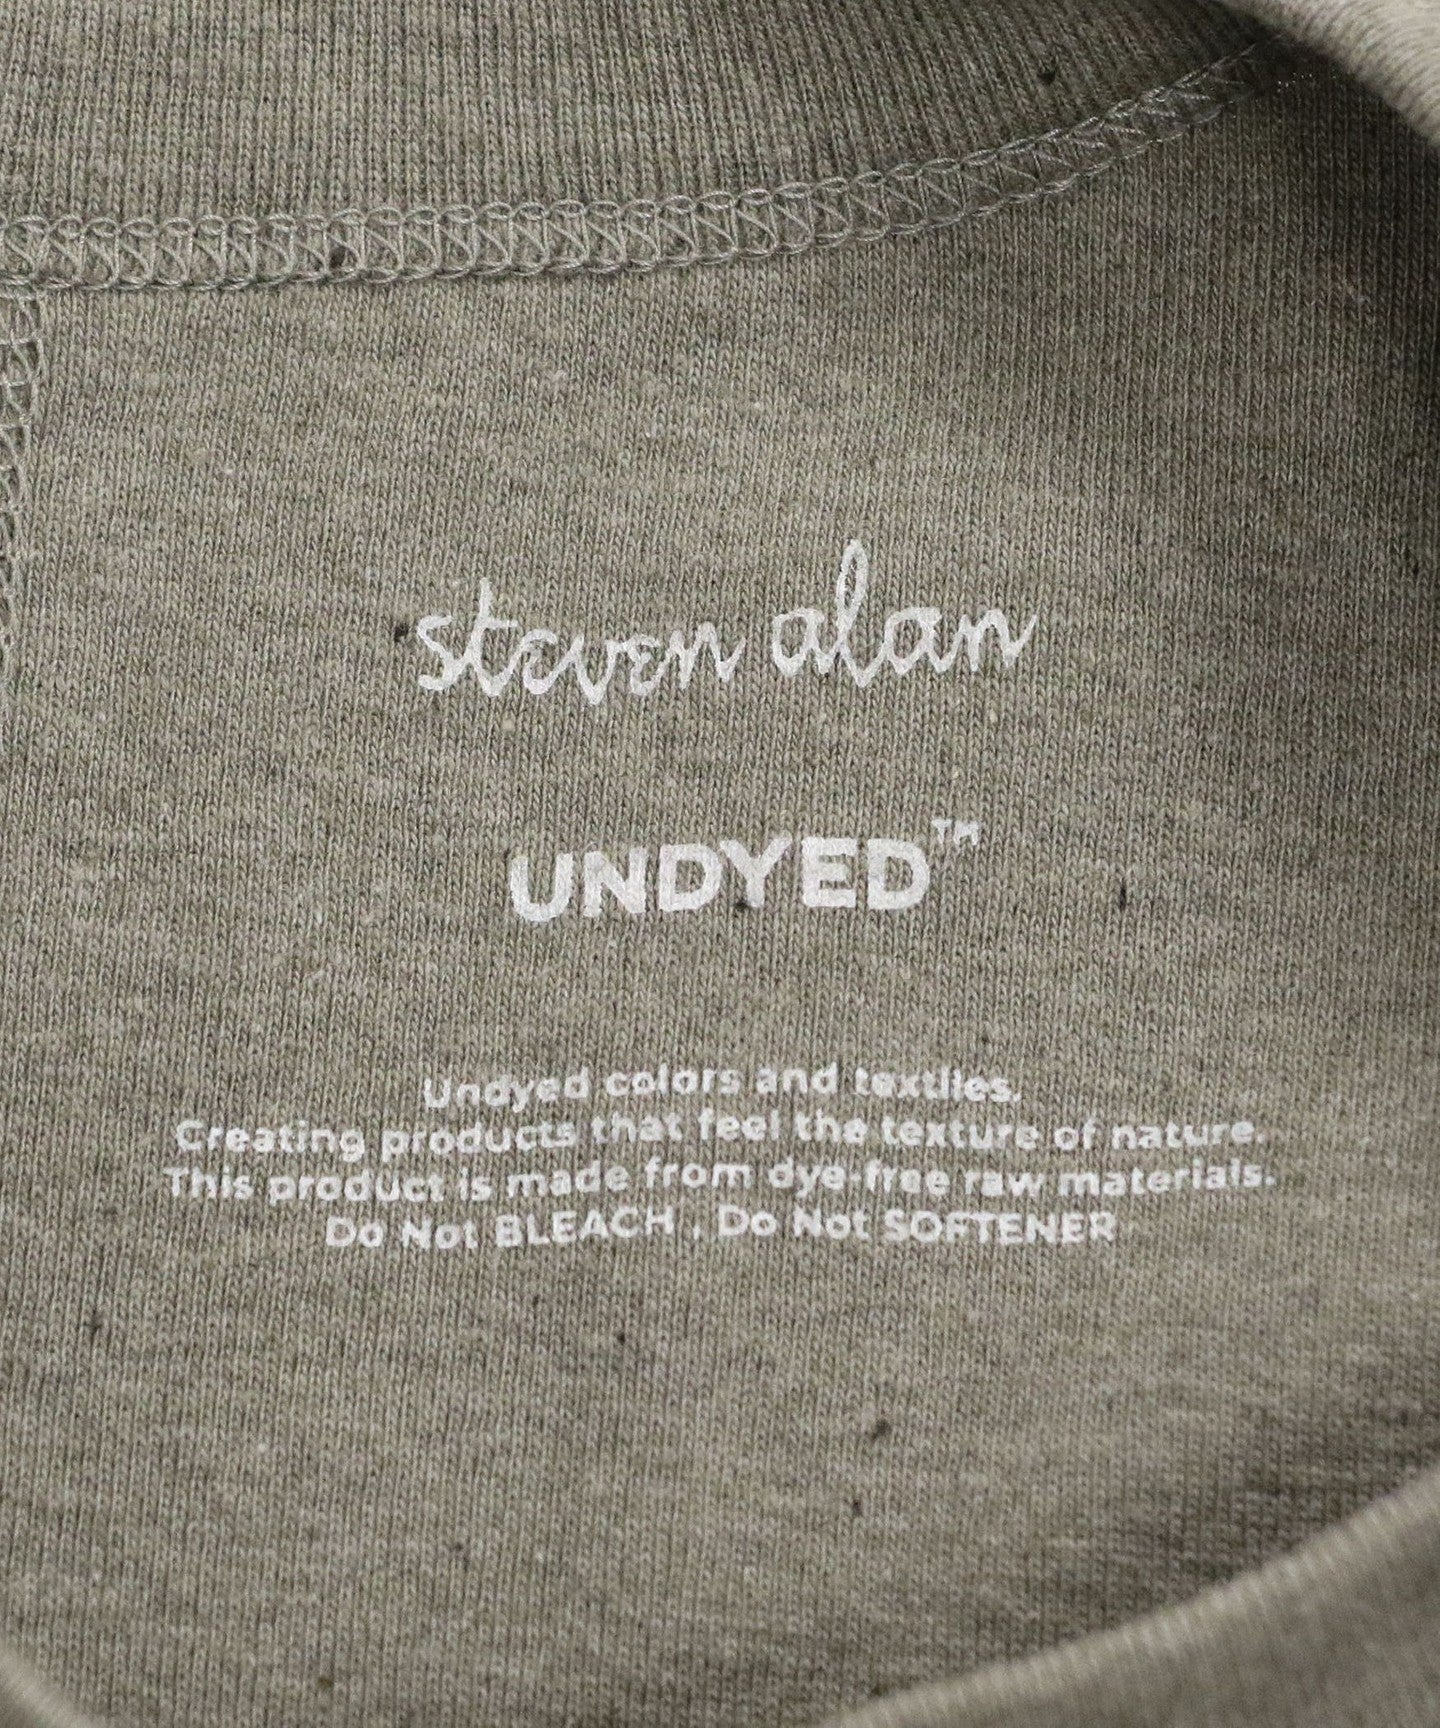 steven alan
UNDYED™
Undyed colors and textiles.
Creating products that feel the texture of nature.
This product is made from dye-free raw materials.
Do Not BLEACH , Do Not SOFTENER